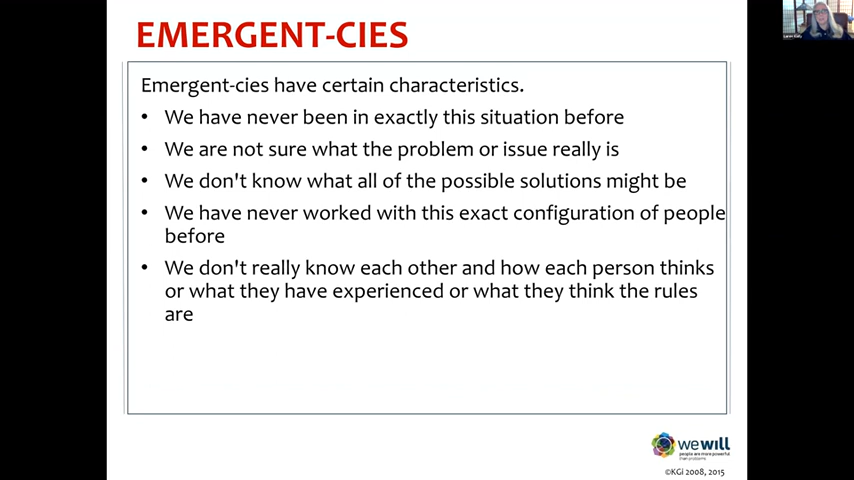 EMERGENT-CIES
Emergent-cies have certain characteristics.
• We have never been in exactly this situation before
• We are not sure what the problem or issue really is
• We don't know what all of the possible solutions might be
• We have never worked with this exact configuration of people
before
• We don't really know each other and how each person thinks
or what they have experienced or what they think the rules
are
we will
people are more powerful
than problems
©KGi 2008, 2015